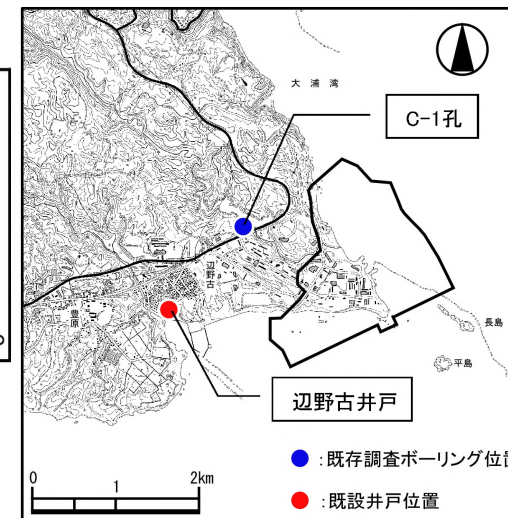 大浦湾
C-1孔
辺野古
豊原
長島
平島
辺野古井戸
●:既存調査ボーリング位
●:既設井戸位置
0 1 2km